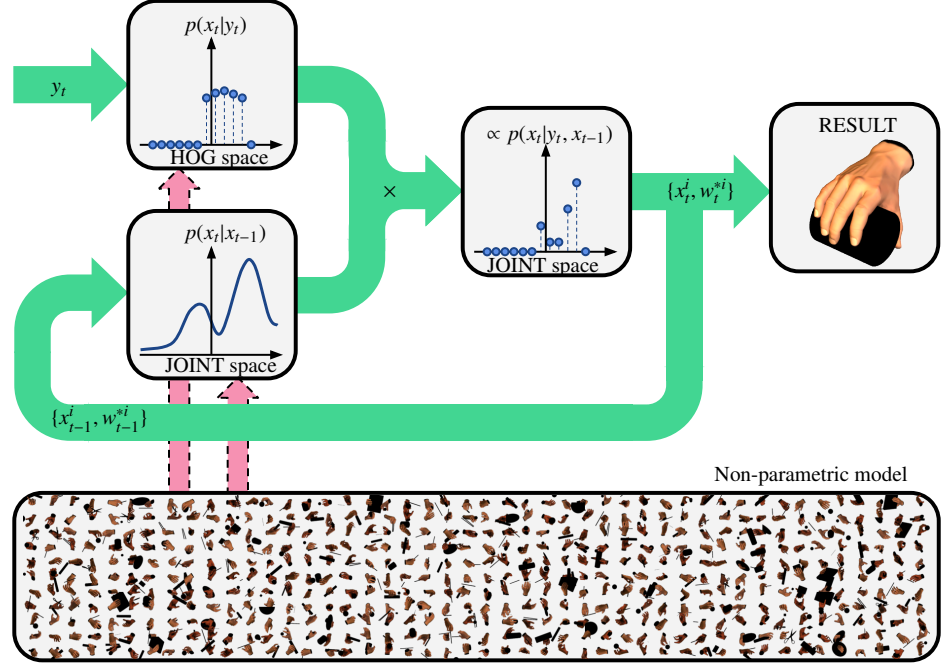 p(x_t|y_t)
y_t
HOG space
∝ p(x_t|y_t, x_{t−1})
JOINT space
×
{x_t^i, w_t^{*i}}
RESULT
p(x_t|x_{t−1})
JOINT space
{x_{t−1}^i, w_{t−1}^{*i}}
Non-parametric model